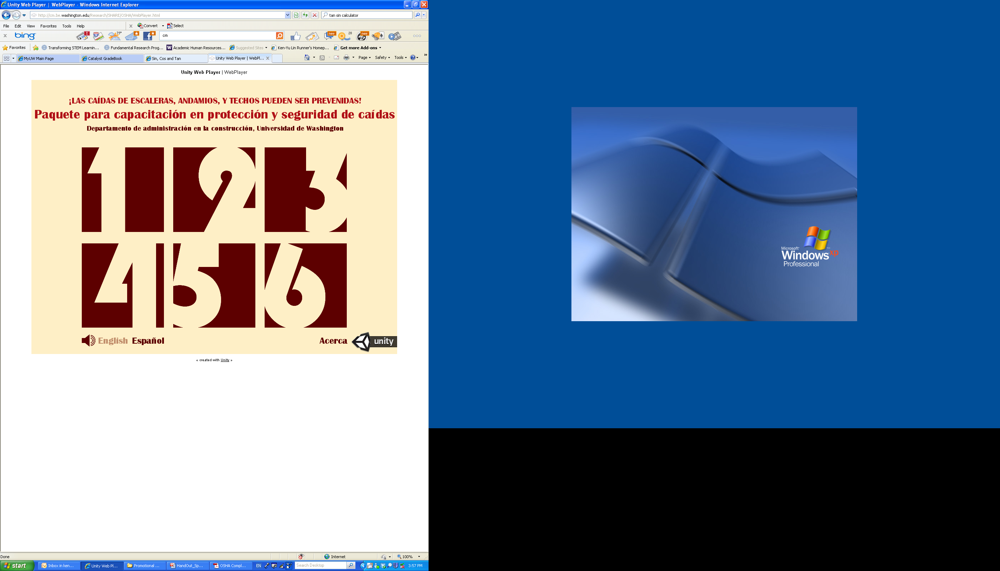 Unity Web Player | WebPlayer - Windows Internet Explorer
http://cm.be.washington.edu/Research/SHARE/OSHA/WebPlayer.html
tan sin calculator
File Edit View Favorites Tools Help
x Convert Select
x bing 75° cm new 28 new
Favorites Transforming STEM Learnin... Fundamental Research Prog... Academic Human Resources... Suggested Sites Ken-Yu Lin Runner's Homep... Get more Add-ons
MyUW Main Page Catalyst GradeBook Sin, Cos and Tan Unity Web Player | WebPl... Page Safety Tools
Unity Web Player | WebPlayer
¡LAS CAÍDAS DE ESCALERAS, ANDAMIOS, Y TECHOS PUEDEN SER PREVENIDAS!
Paquete para capacitación en protección y seguridad de caídas
Departamento de administración en la construcción, Universidad de Washington
1 2 3
4 5 6
English Español Acerca unity
« created with Unity »
Done Internet 100%
start Inbox in ken... Unity Web Pl... Promotional ... HandOut_Sp... OSHA Compl... EN Search Desktop 3:57 PM
Microsoft
Windows xp
Professional